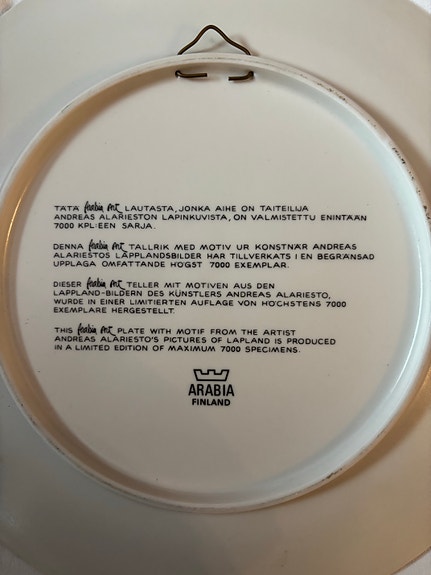 TÄTÄ Arabia Art LAUTASTA, JONKA AIHE ON TAITEILIJA
ANDREAS ALARIESTON LAPINKUVISTA, ON VALMISTETTU ENINTÄÄN
7000 KPL:EEN SARJA.
DENNA Arabia Art TALLRIK MED MOTIV UR KONSTNÄR ANDREAS
ALARIESTOS LAPPLANDSBILDER HAR TILLVERKATS I EN BEGRÄNSAD
UPPLAGA OMFATTANDE HÖGST 7000 EXEMPLAR.
DIESER Arabia Art TELLER MIT MOTIVEN AUS DEN
LAPPLAND-BILDERN DES KÜNSTLERS ANDREAS ALARIESTO,
WURDE IN EINER LIMITIERTEN AUFLAGE VON HÖCHSTENS 7000
EXEMPLARE HERGESTELLT.
THIS Arabia Art PLATE WITH MOTIF FROM THE ARTIST
ANDREAS ALARIESTO'S PICTURES OF LAPLAND IS PRODUCED
IN A LIMITED EDITION OF MAXIMUM 7000 SPECIMENS.
ARABIA
FINLAND